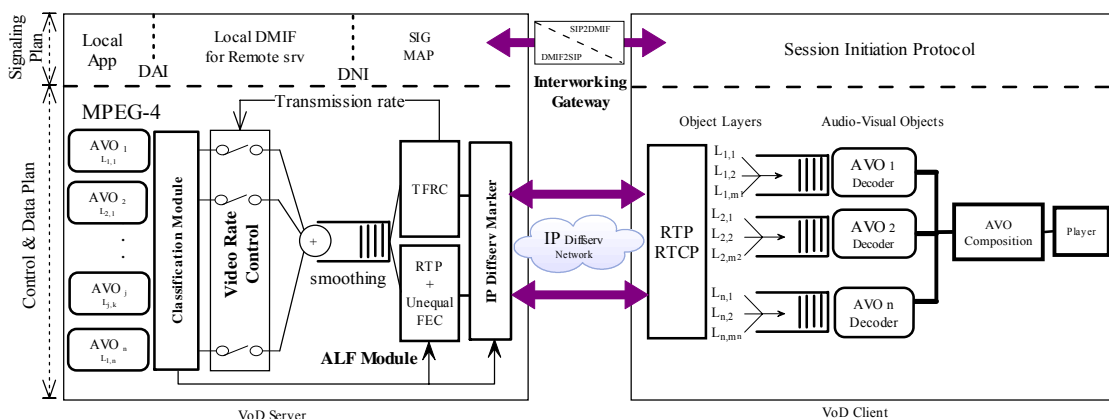 Signaling
Plan
Local
App
DAI
Local DMIF
for Remote srv
DNI
SIG
MAP
SIP2DMIF
DMIF2SIP
Interworking
Gateway
Session Initiation Protocol
Control & Data Plan
MPEG-4
Transmission rate
AVO 1
L1,1
AVO 2
L2,1
AVO j
Lj,k
AVO n
L1,n
Classification Module
Video Rate
Control
+
smoothing
TFRC
RTP
+
Unequal
FEC
ALF Module
IP Diffserv Marker
IP Diffserv
Network
RTP
RTCP
Object Layers
Audio-Visual Objects
L1,1
L1,2
L1,m1
AVO 1
Decoder
L2,1
L2,2
L2,m2
AVO 2
Decoder
Ln,1
Ln,2
Ln,mn
AVO n
Decoder
AVO
Composition
Player
VoD Server
VoD Client